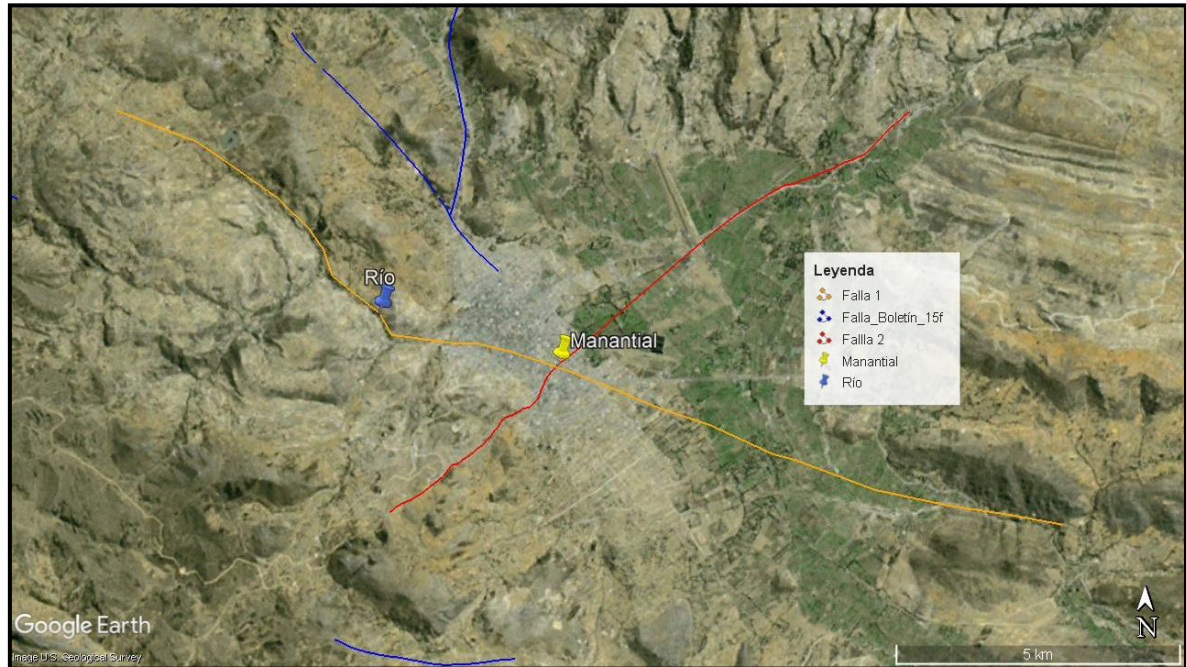 Río
Manantial
Leyenda
Falla 1
Falla_Boletín_15f
Fallla 2
Manantial
Río
Google Earth
Image U.S. Geological Survey
N
5 km